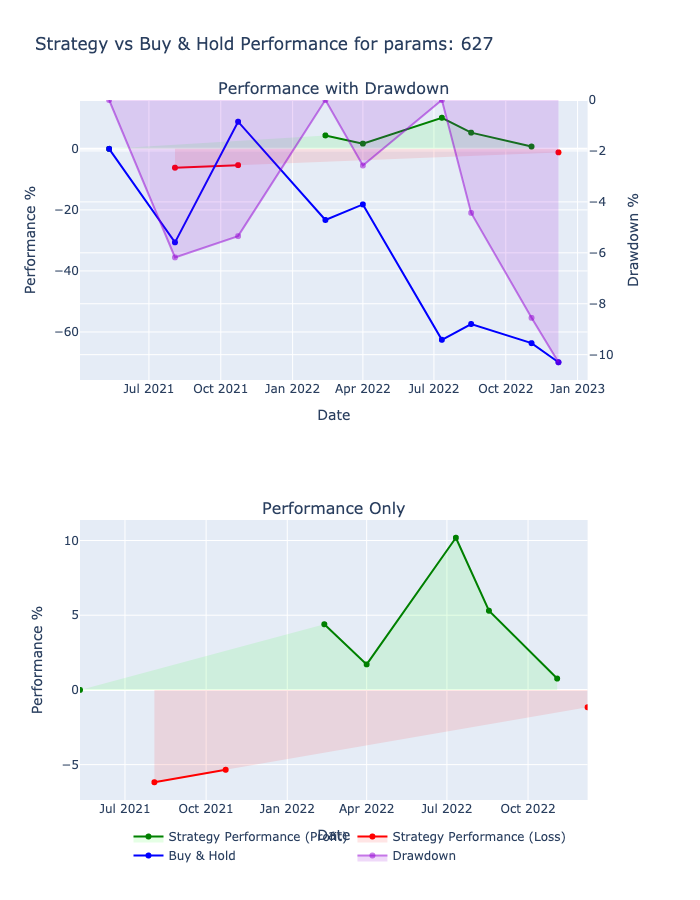 Strategy vs Buy & Hold Performance for params: 627
Performance with Drawdown
0
−20
−40
−60
Performance %
0
−2
−4
−6
−8
−10
Drawdown %
Jul 2021 Oct 2021 Jan 2022 Apr 2022 Jul 2022 Oct 2022 Jan 2023
Date
Performance Only
10
5
0
−5
Performance %
Jul 2021 Oct 2021 Jan 2022 Apr 2022 Jul 2022 Oct 2022
Date
Strategy Performance (Profit) Strategy Performance (Loss)
Buy & Hold Drawdown